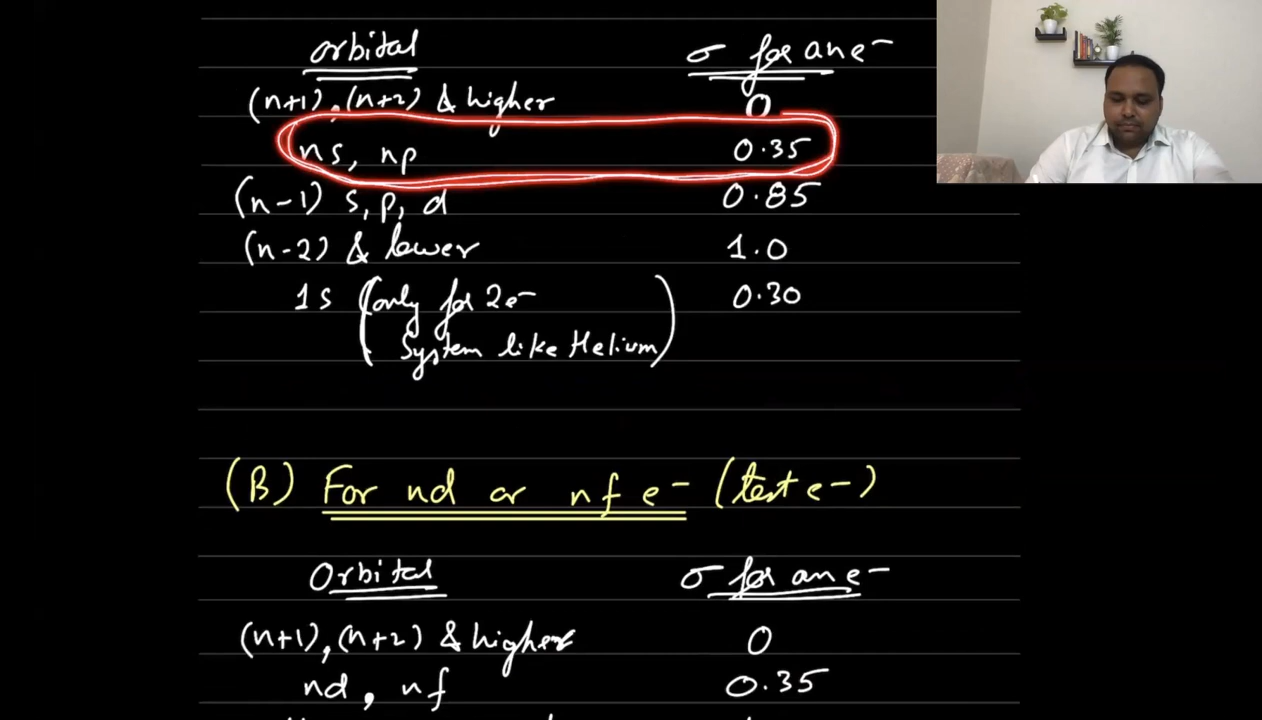 orbital σ for an e-
(n+1), (n+2) & higher 0
ns, np 0.35
(n-1) s, p, d 0.85
(n-2) & lower 1.0
1s (only for 2e- 0.30
System like Helium)
(B) For nd or nf e- (test e-)
Orbital σ for an e-
(n+1), (n+2) & higher 0
nd, nf 0.35